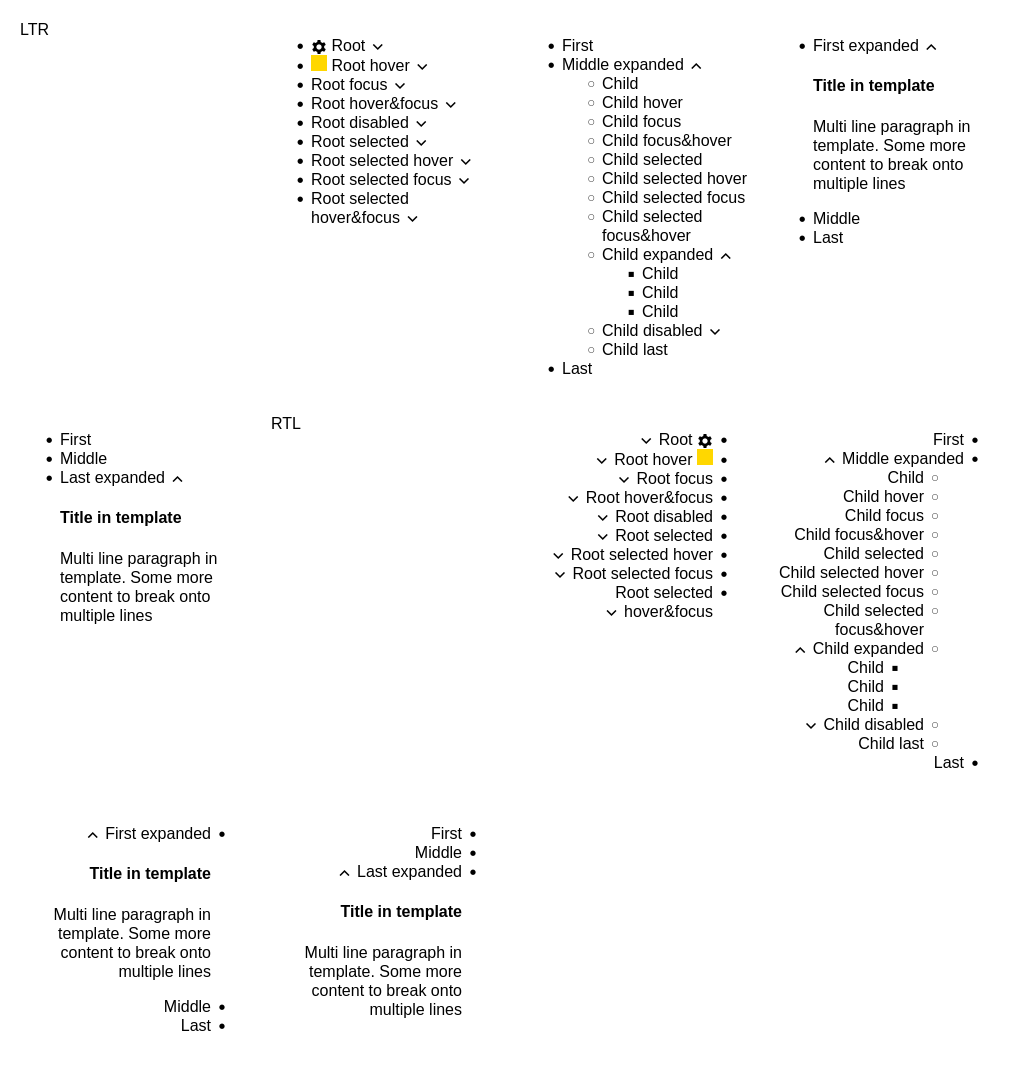 LTR
Root
Root hover
Root focus
Root hover&focus
Root disabled
Root selected
Root selected hover
Root selected focus
Root selected
hover&focus
First
Middle expanded
Child
Child hover
Child focus
Child focus&hover
Child selected
Child selected hover
Child selected focus
Child selected
focus&hover
Child expanded
Child
Child
Child
Child disabled
Child last
Last
First expanded
Title in template
Multi line paragraph in
template. Some more
content to break onto
multiple lines
Middle
Last
First
Middle
Last expanded
Title in template
Multi line paragraph in
template. Some more
content to break onto
multiple lines
RTL
Root
Root hover
Root focus
Root hover&focus
Root disabled
Root selected
Root selected hover
Root selected focus
Root selected
hover&focus
First
Middle expanded
Child
Child hover
Child focus
Child focus&hover
Child selected
Child selected hover
Child selected focus
Child selected
focus&hover
Child expanded
Child
Child
Child
Child disabled
Child last
Last
First expanded
Title in template
Multi line paragraph in
template. Some more
content to break onto
multiple lines
Middle
Last
First
Middle
Last expanded
Title in template
Multi line paragraph in
template. Some more
content to break onto
multiple lines